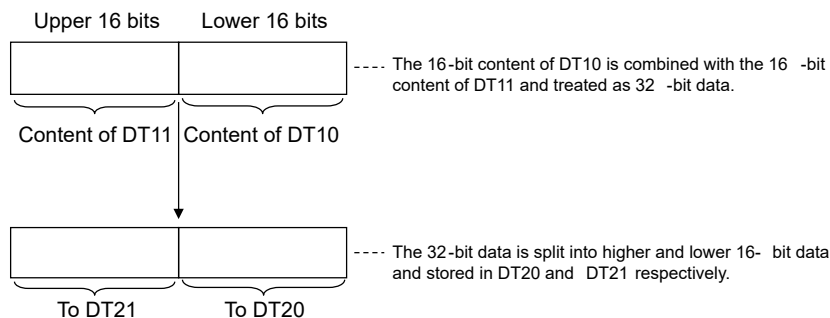 Upper 16 bits Lower 16 bits
The 16-bit content of DT10 is combined with the 16 -bit
content of DT11 and treated as 32 -bit data.
Content of DT11 Content of DT10
The 32-bit data is split into higher and lower 16- bit data
and stored in DT20 and DT21 respectively.
To DT21 To DT20